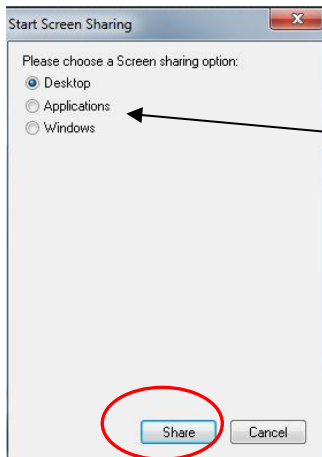 Start Screen Sharing
Please choose a Screen sharing option:
Desktop
Applications
Windows
Share Cancel